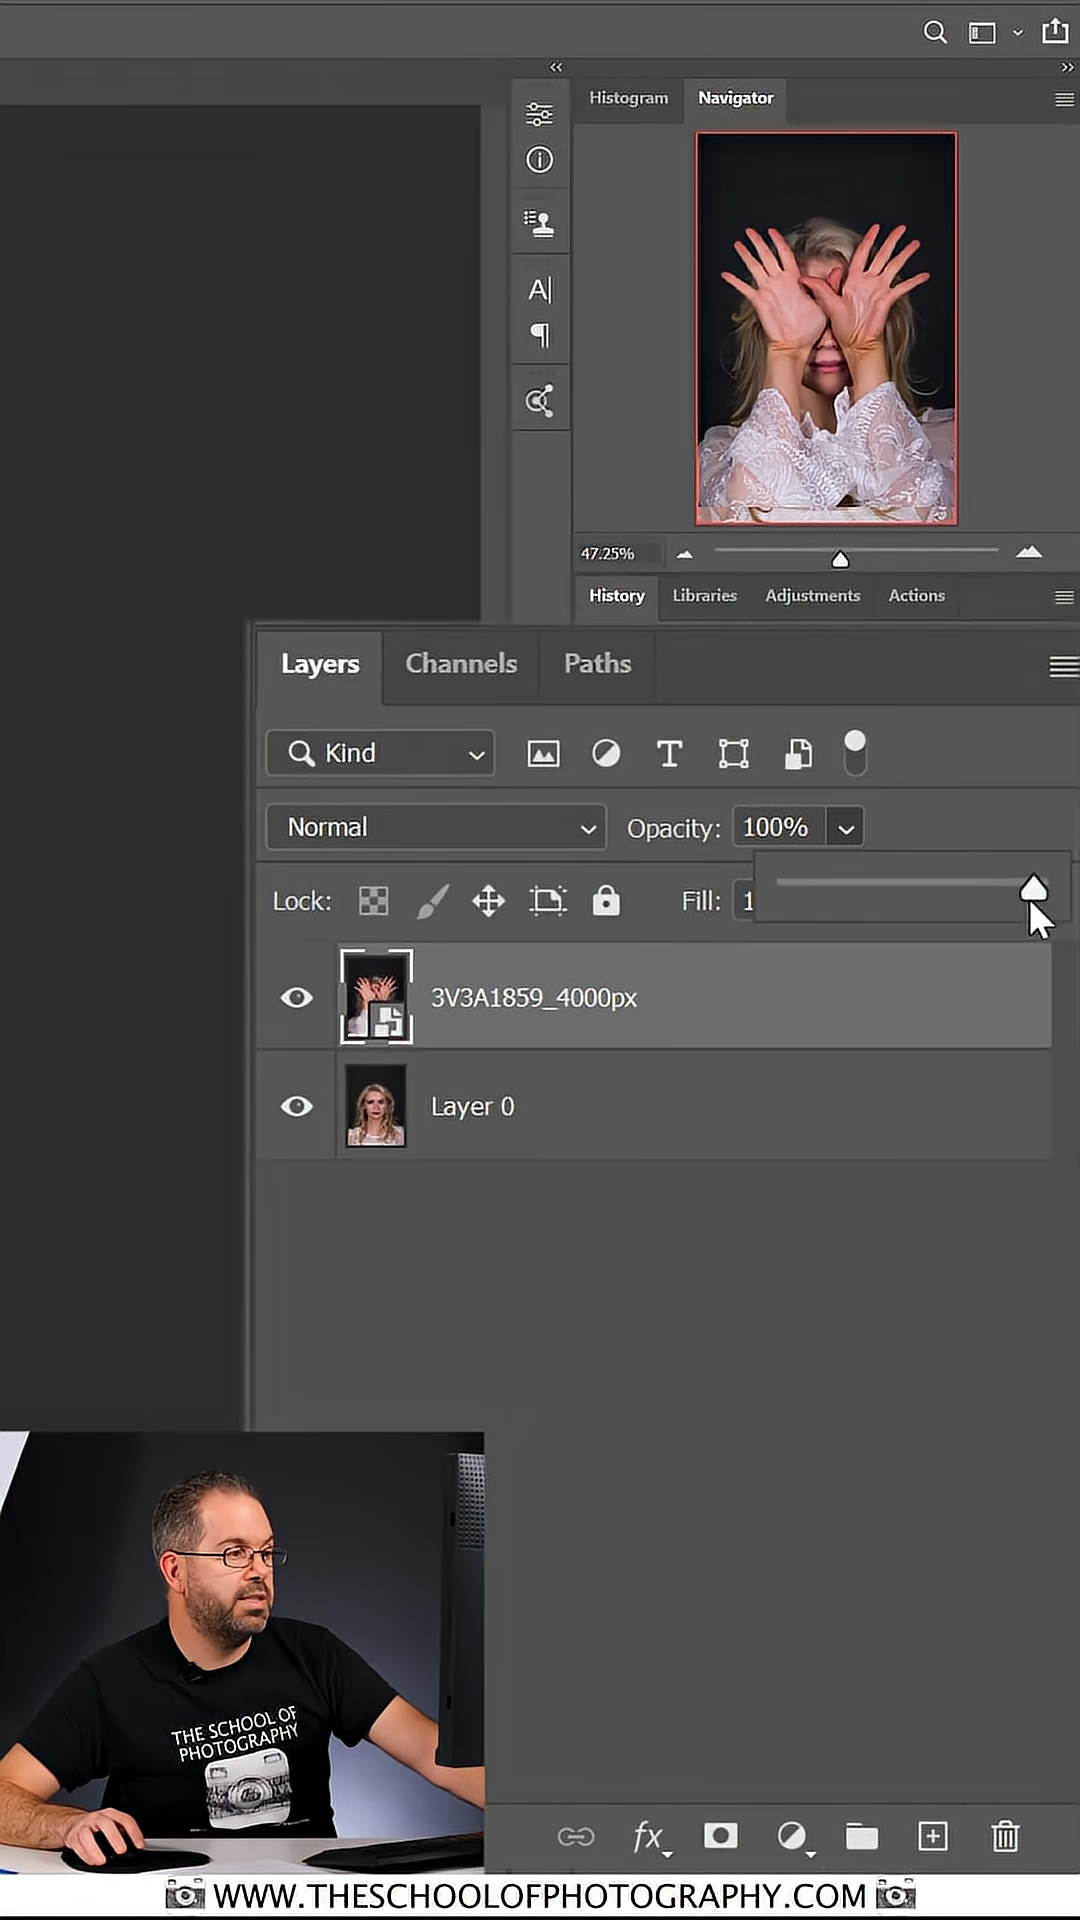 Histogram
Navigator
A
¶
47.25%
History
Libraries
Adjustments
Actions
Layers
Channels
Paths
Kind
T
Normal
Opacity:
100%
Lock:
Fill:
1
3V3A1859_4000px
Layer 0
THE SCHOOL OF
PHOTOGRAPHY
fx
WWW.THESCHOOLOFPHOTOGRAPHY.COM